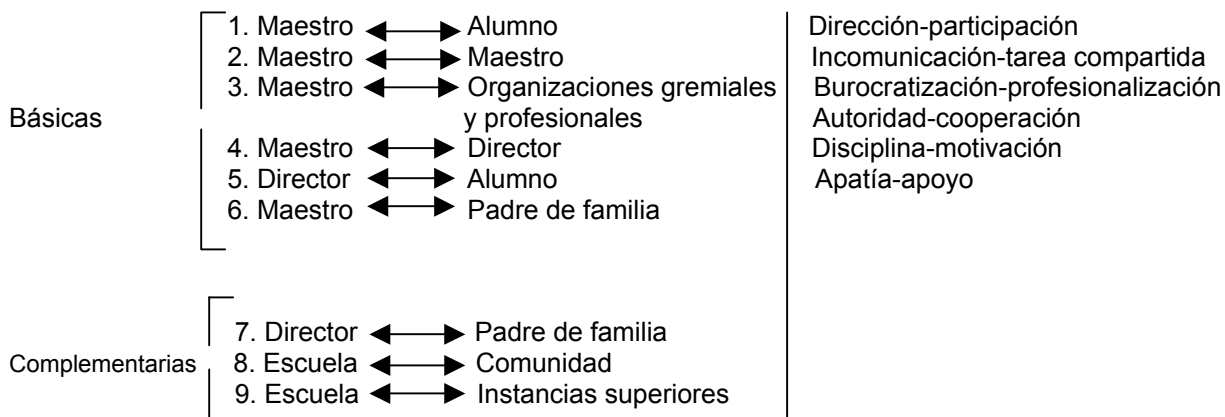 1. Maestro Alumno Dirección-participación
2. Maestro Maestro Incomunicación-tarea compartida
3. Maestro Organizaciones gremiales Burocratización-profesionalización
Básicas y profesionales Autoridad-cooperación
4. Maestro Director Disciplina-motivación
5. Director Alumno Apatía-apoyo
6. Maestro Padre de familia
7. Director Padre de familia
Complementarias 8. Escuela Comunidad
9. Escuela Instancias superiores